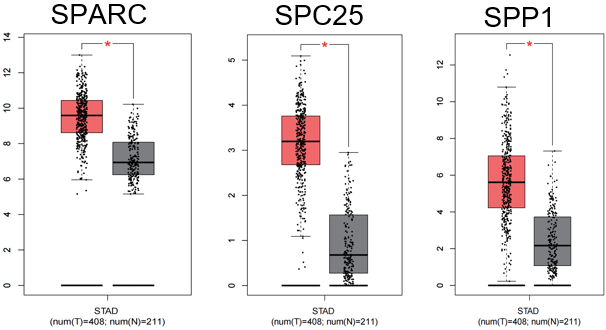 SPARC
14
12
10
8
6
4
2
0
*
STAD
(num(T)=408; num(N)=211)
SPC25
5
4
3
2
1
0
*
STAD
(num(T)=408; num(N)=211)
SPP1
12
10
8
6
4
2
0
*
STAD
(num(T)=408; num(N)=211)